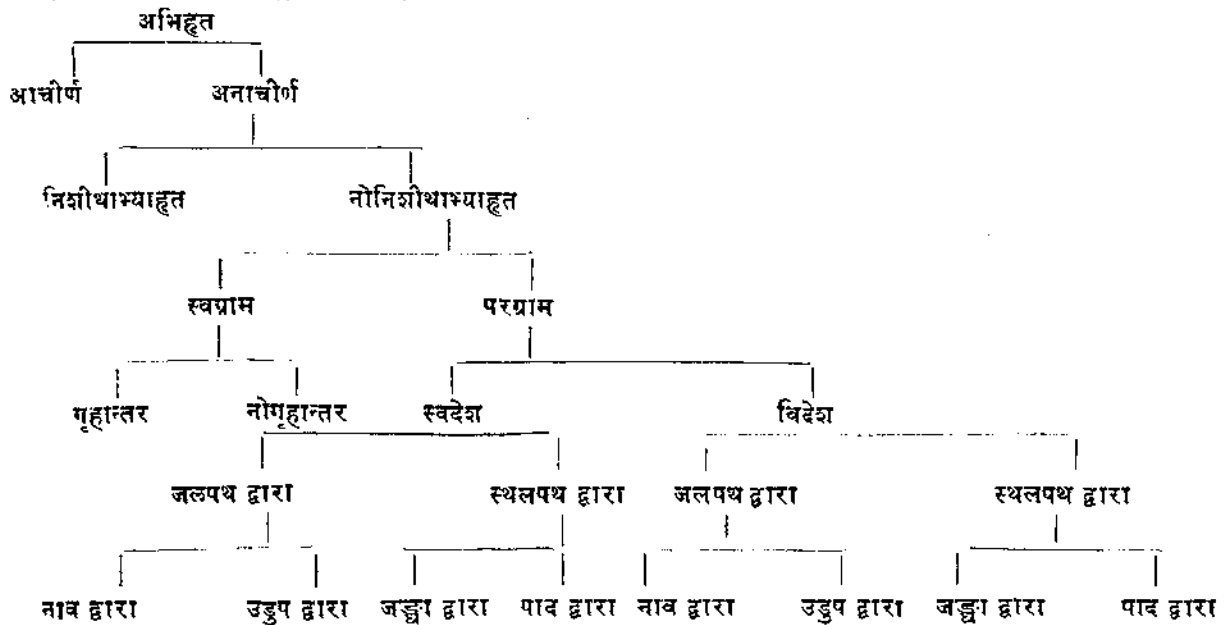 अभिहृत
आचीर्ण अनाचीर्ण
निशीथाभ्याहृत नोनिशीथाभ्याहृत
स्वग्राम परग्राम
गृहान्तर नोगृहान्तर स्वदेश विदेश
जलपथ द्वारा स्थलपथ द्वारा जलपथ द्वारा स्थलपथ द्वारा
नाव द्वारा उडुप द्वारा जङ्घा द्वारा पाद द्वारा नाव द्वारा उडुप द्वारा जङ्घा द्वारा पाद द्वारा